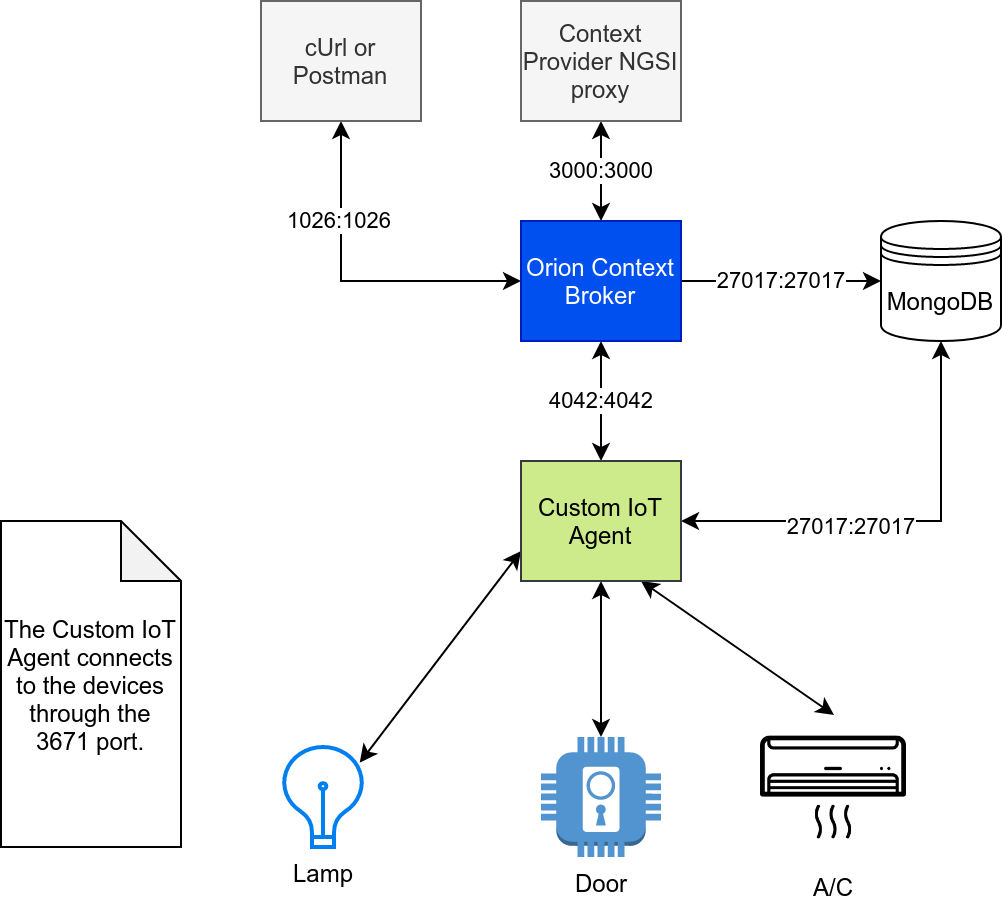 cUrl or
Postman
Context
Provider NGSI
proxy
3000:3000
1026:1026
Orion Context
Broker
27017:27017
MongoDB
4042:4042
Custom IoT
Agent
27017:27017
The Custom IoT
Agent connects
to the devices
through the
3671 port.
Lamp
Door
A/C